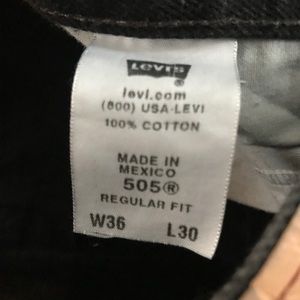 LEVI'S
levi.com
(800) USA-LEVI
100% COTTON
MADE IN
MEXICO
505®
REGULAR FIT
W36 L30